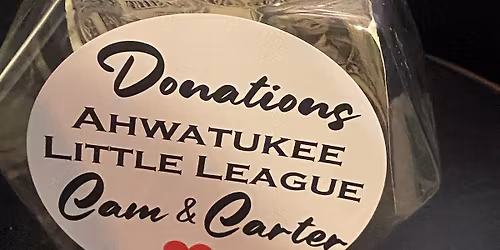 Donations
AHWATUKEE
LITTLE LEAGUE
Cam & Carter